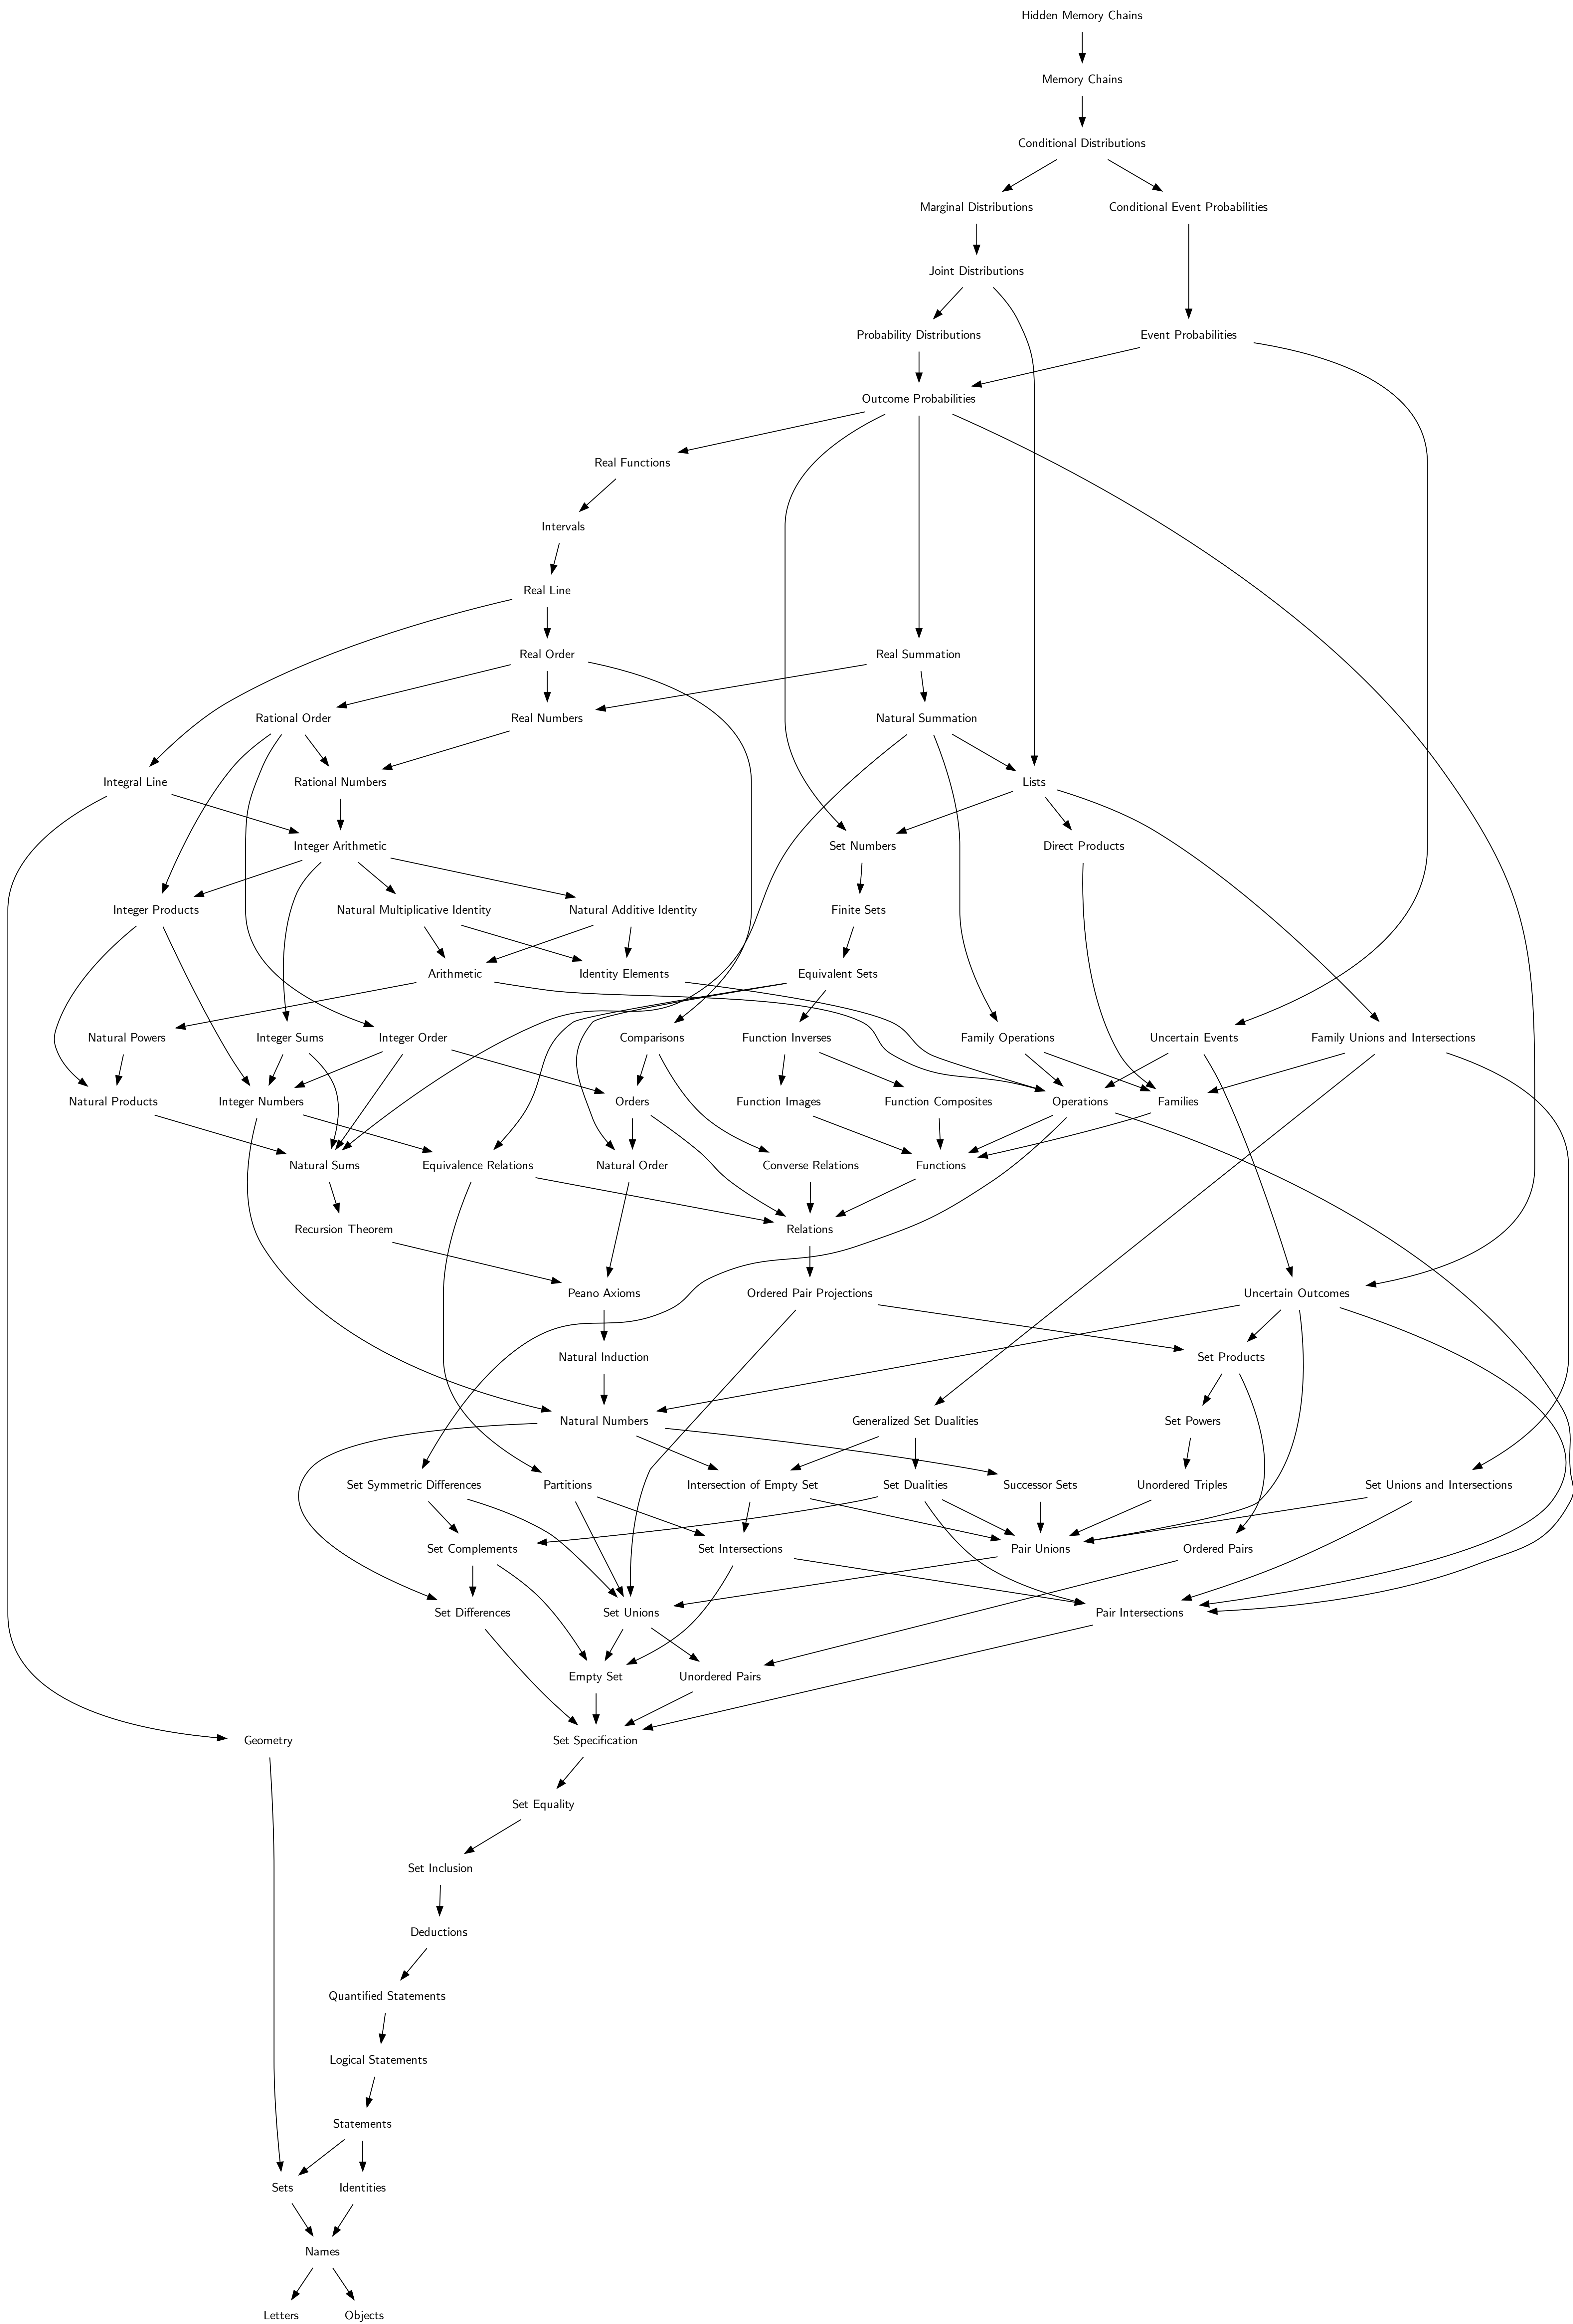 Hidden Memory Chains
Memory Chains
Conditional Distributions
Marginal Distributions
Conditional Event Probabilities
Joint Distributions
Probability Distributions
Event Probabilities
Outcome Probabilities
Real Functions
Intervals
Real Line
Real Order
Real Summation
Rational Order
Real Numbers
Natural Summation
Integral Line
Rational Numbers
Lists
Integer Arithmetic
Set Numbers
Direct Products
Integer Products
Natural Multiplicative Identity
Natural Additive Identity
Finite Sets
Arithmetic
Identity Elements
Equivalent Sets
Natural Powers
Integer Sums
Integer Order
Comparisons
Function Inverses
Family Operations
Uncertain Events
Family Unions and Intersections
Natural Products
Integer Numbers
Orders
Function Images
Function Composites
Operations
Families
Natural Sums
Equivalence Relations
Natural Order
Converse Relations
Functions
Recursion Theorem
Relations
Peano Axioms
Ordered Pair Projections
Uncertain Outcomes
Natural Induction
Set Products
Natural Numbers
Generalized Set Dualities
Set Powers
Set Symmetric Differences
Partitions
Intersection of Empty Set
Set Dualities
Successor Sets
Unordered Triples
Set Unions and Intersections
Set Complements
Set Intersections
Pair Unions
Ordered Pairs
Set Differences
Set Unions
Pair Intersections
Empty Set
Unordered Pairs
Geometry
Set Specification
Set Equality
Set Inclusion
Deductions
Quantified Statements
Logical Statements
Statements
Sets
Identities
Names
Letters
Objects